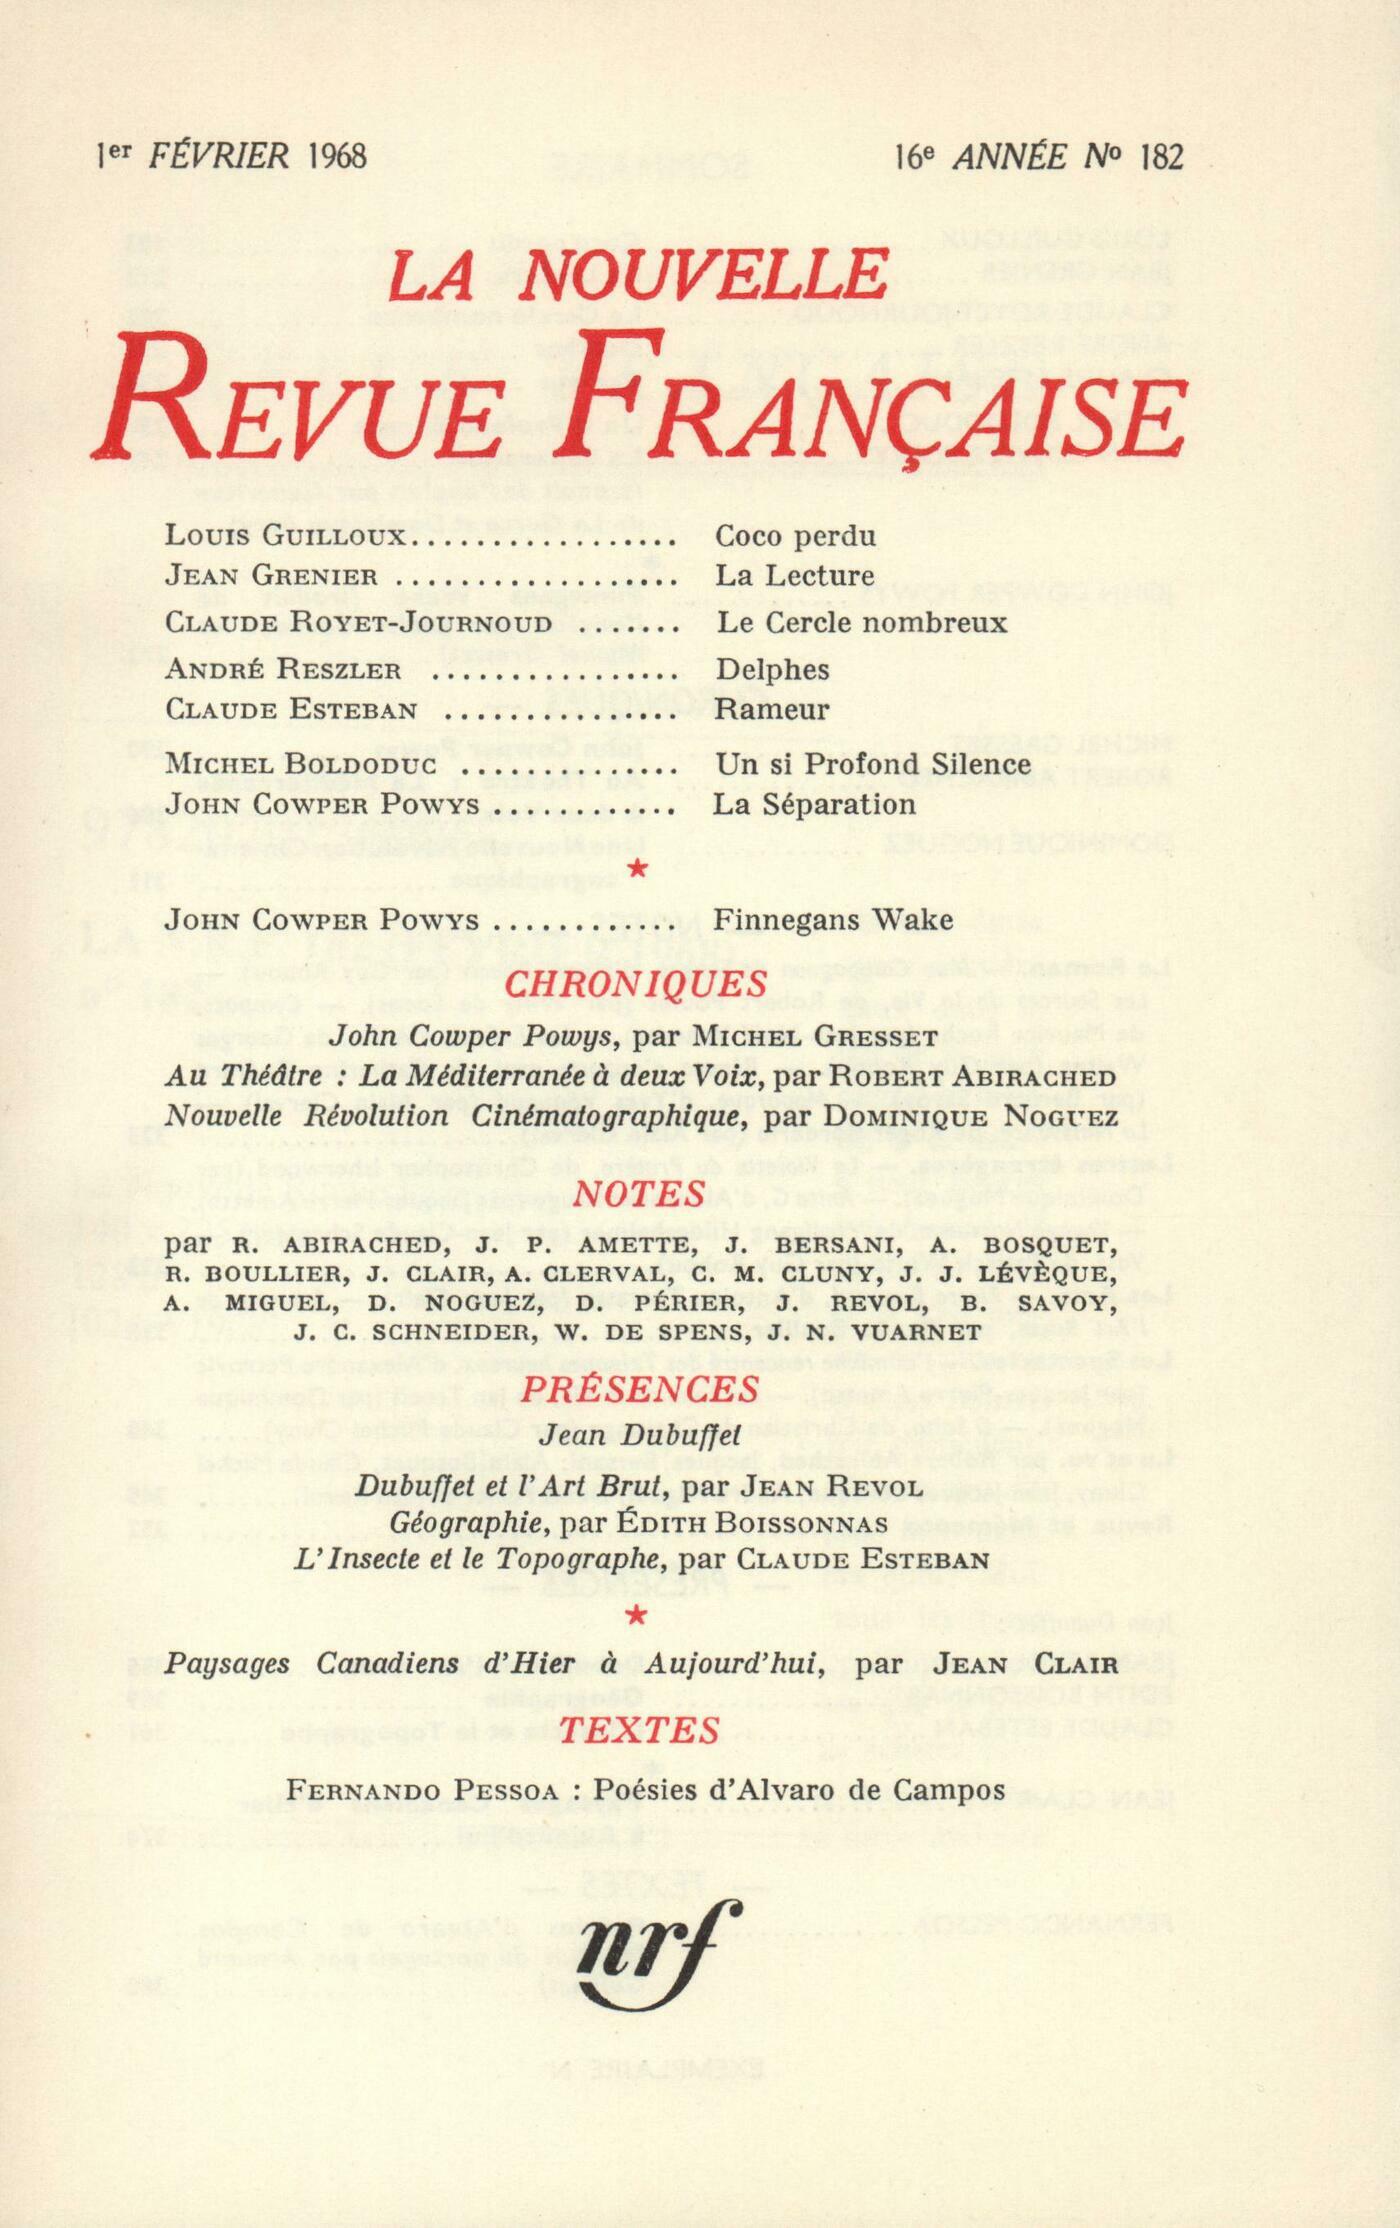 1er FÉVRIER 1968 16e ANNÉE No 182
LA NOUVELLE
REVUE FRANÇAISE
LOUIS GUILLOUX................. Coco perdu
JEAN GRENIER .................. La Lecture
CLAUDE ROYET-JOURNOUD ....... Le Cercle nombreux
ANDRÉ RESZLER ................ Delphes
CLAUDE ESTEBAN ............... Rameur
MICHEL BOLDODUC .............. Un si Profond Silence
JOHN COWPER POWYS ............ La Séparation
★
JOHN COWPER POWYS ............ Finnegans Wake
CHRONIQUES
John Cowper Powys, par MICHEL GRESSET
Au Théâtre : La Méditerranée à deux Voix, par ROBERT ABIRACHED
Nouvelle Révolution Cinématographique, par DOMINIQUE NOGUEZ
NOTES
par R. ABIRACHED, J. P. AMETTE, J. BERSANI, A. BOSQUET,
R. BOULLIER, J. CLAIR, A. CLERVAL, C. M. CLUNY, J. J. LÉVÈQUE,
A. MIGUEL, D. NOGUEZ, D. PÉRIER, J. REVOL, B. SAVOY,
J. C. SCHNEIDER, W. DE SPENS, J. N. VUARNET
PRÉSENCES
Jean Dubuffet
Dubuffet et l'Art Brut, par JEAN REVOL
Géographie, par ÉDITH BOISSONNAS
L'Insecte et le Topographe, par CLAUDE ESTEBAN
★
Paysages Canadiens d'Hier à Aujourd'hui, par JEAN CLAIR
TEXTES
FERNANDO PESSOA : Poésies d'Alvaro de Campos
nrf